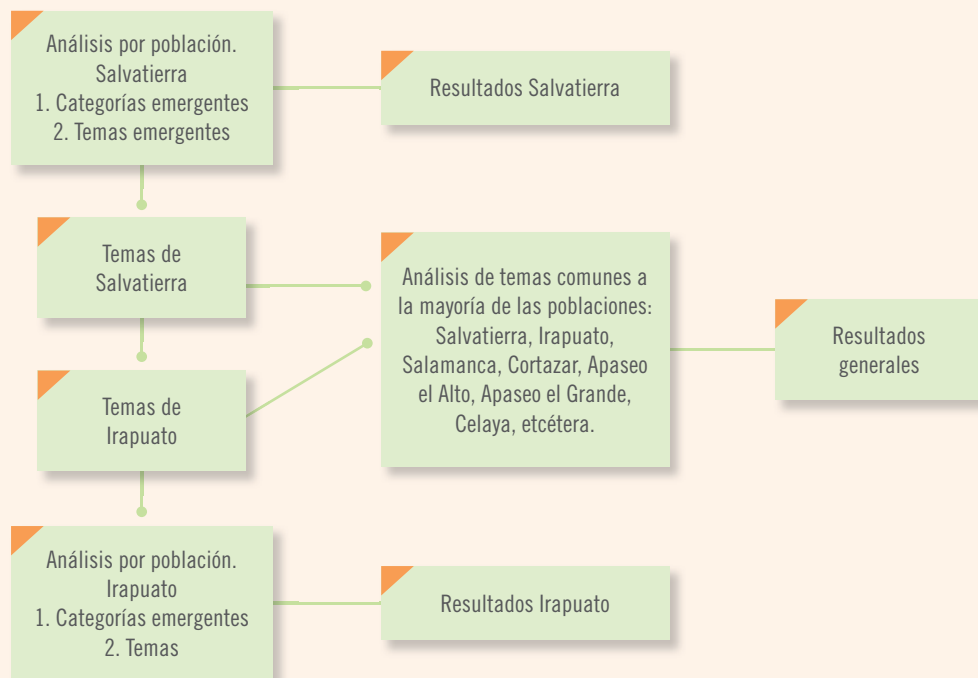 Análisis por población.
Salvatierra
1. Categorías emergentes
2. Temas emergentes
Resultados Salvatierra
Temas de
Salvatierra
Análisis de temas comunes a
la mayoría de las poblaciones:
Salvatierra, Irapuato,
Salamanca, Cortazar, Apaseo
el Alto, Apaseo el Grande,
Celaya, etcétera.
Resultados
generales
Temas de
Irapuato
Análisis por población.
Irapuato
1. Categorías emergentes
2. Temas
Resultados Irapuato